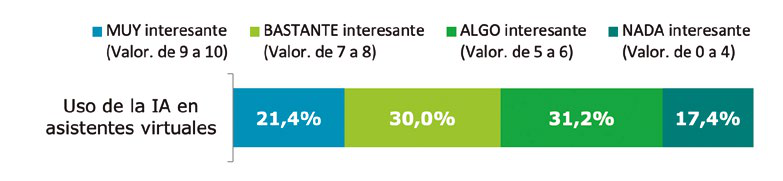 MUY interesante BASTANTE interesante ALGO interesante NADA interesante
(Valor. de 9 a 10) (Valor. de 7 a 8) (Valor. de 5 a 6) (Valor. de 0 a 4)
Uso de la IA en
asistentes virtuales
21,4% 30,0% 31,2% 17,4%